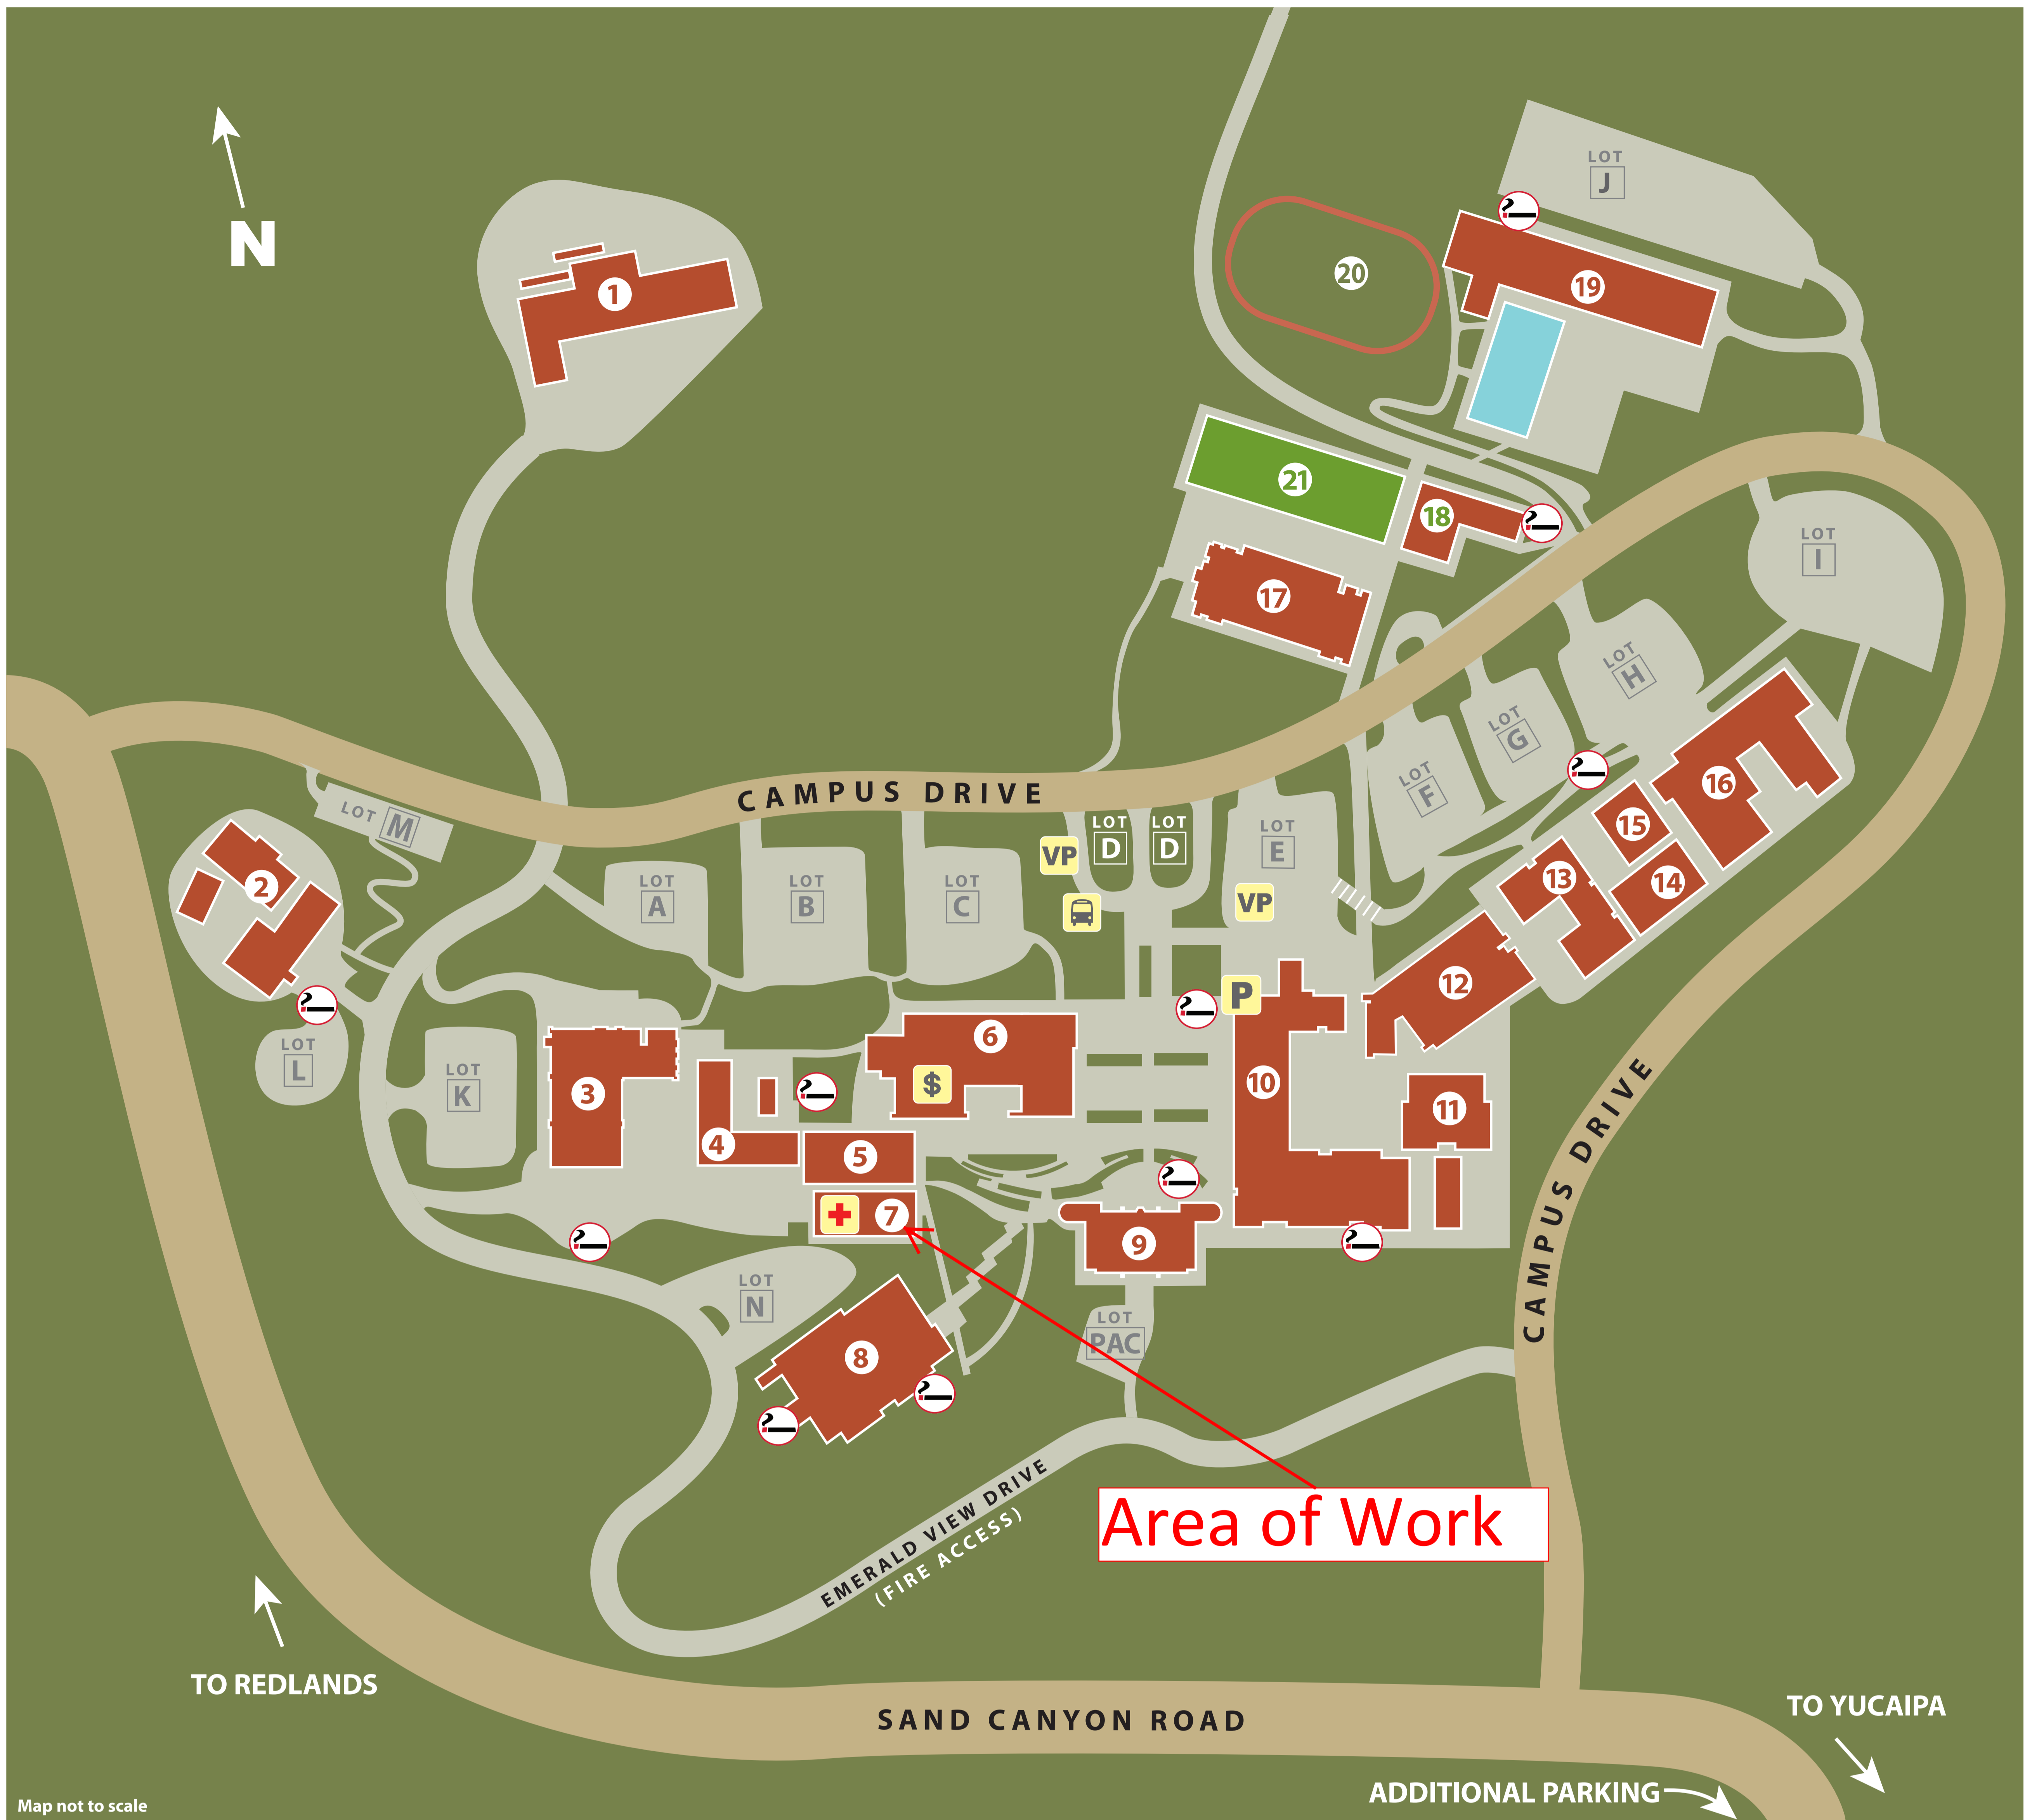 LOT
J
N
1
20
19
21
18
17
LOT
I
LOT
H
LOT
G
LOT
F
16
15
14
13
12
CAMPUS DRIVE
LOT
M
2
LOT
A
LOT
B
LOT
C
VP
LOT
D
LOT
D
LOT
E
VP
P
LOT
L
LOT
K
3
4
5
6
$
7
8
9
10
11
CAMPUS DRIVE
LOT
N
LOT
PAC
Area of Work
EMERALD VIEW DRIVE
(FIRE ACCESS)
TO REDLANDS
SAND CANYON ROAD
TO YUCAIPA
ADDITIONAL PARKING
Map not to scale